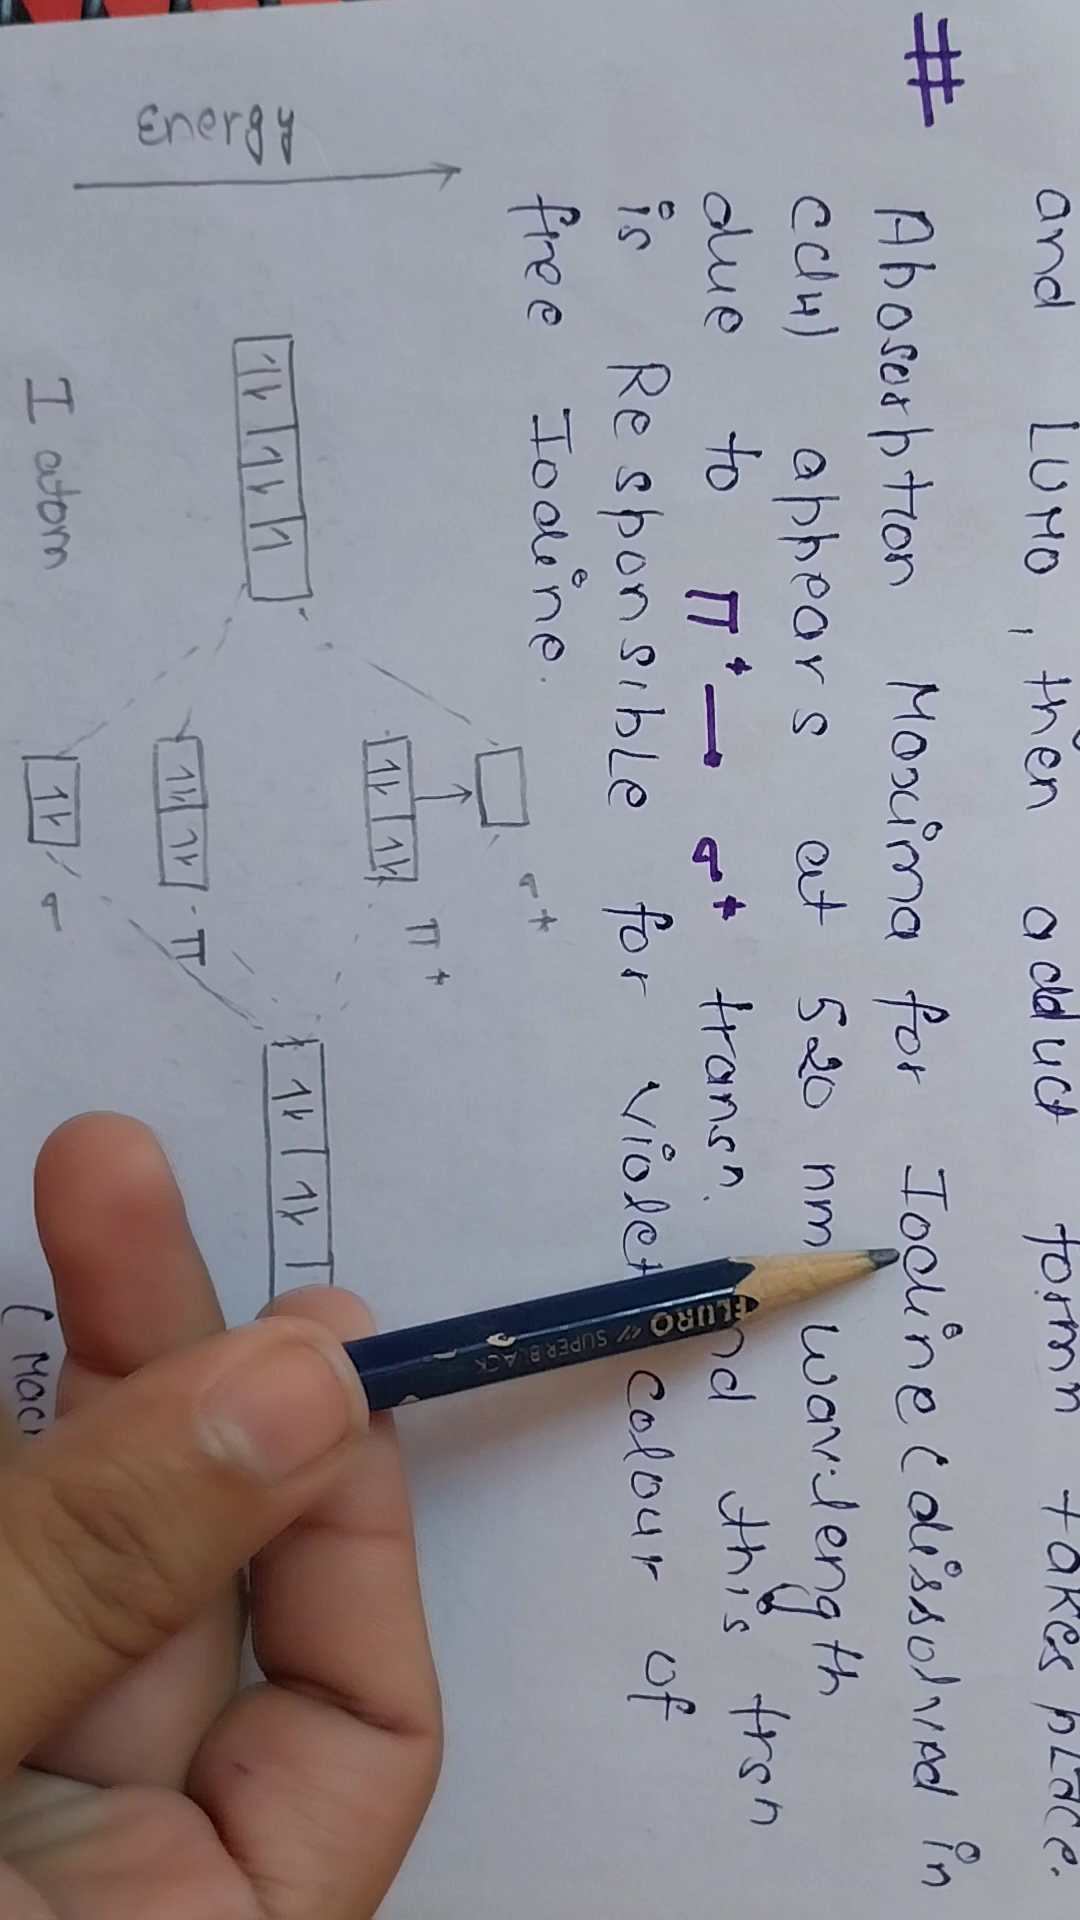 and LUMO, then adduct formn takes place.
# Abosorption Maxima for Iodine (dissolved in
ccl4) appears at 520 nm wavelength
due to π* — σ* transn. and this trsn
is Responsible for violet colour of
free Iodine.
Energy
σ*
π*
π
σ
I atom
FLURO SUPER BLACK